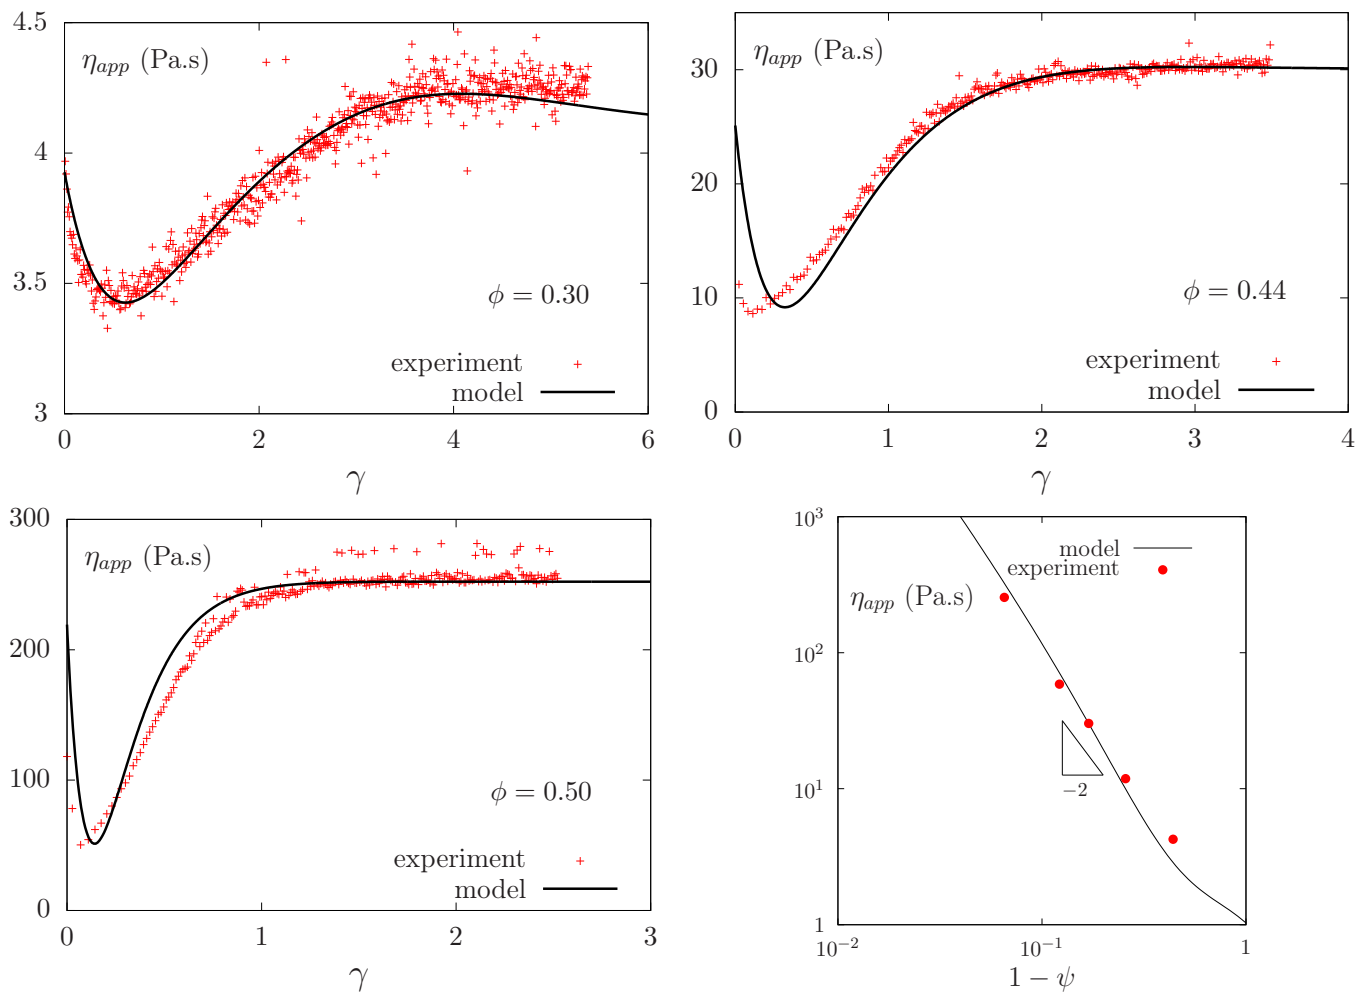 4.5
η_app (Pa.s)
4
3.5
ϕ = 0.30
experiment
model
3
0 2 4 6
γ
η_app (Pa.s)
30
20
10
ϕ = 0.44
experiment
model
0
0 1 2 3 4
γ
300
η_app (Pa.s)
200
100
ϕ = 0.50
experiment
model
0
0 1 2 3
γ
10^3
model
experiment
η_app (Pa.s)
10^2
10^1
−2
1
10^-2 10^-1 1
1 − ψ